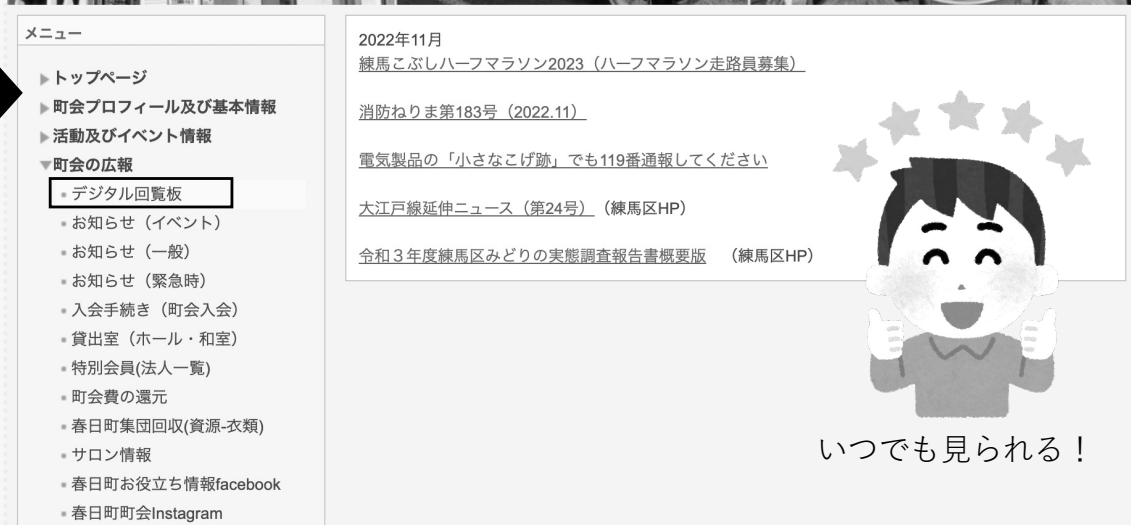 メニュー
トップページ
町会プロフィール及び基本情報
活動及びイベント情報
町会の広報
デジタル回覧板
お知らせ（イベント）
お知らせ（一般）
お知らせ（緊急時）
入会手続き（町会入会）
貸出室（ホール・和室）
特別会員(法人一覧)
町会費の還元
春日町集団回収(資源-衣類)
サロン情報
春日町お役立ち情報facebook
春日町町会Instagram
2022年11月
練馬こぶしハーフマラソン2023（ハーフマラソン走路員募集）
消防ねりま第183号（2022.11）
電気製品の「小さなこげ跡」でも119番通報してください
大江戸線延伸ニュース（第24号）（練馬区HP）
令和３年度練馬区みどりの実態調査報告書概要版　（練馬区HP）
いつでも見られる！